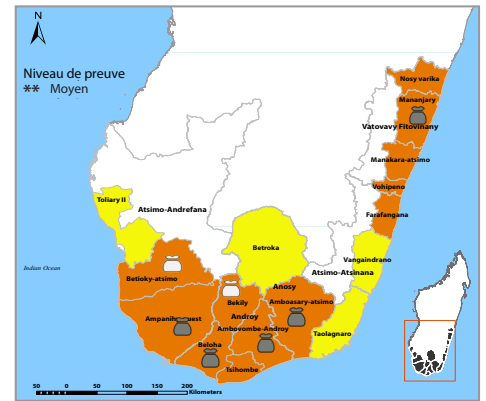 N
Niveau de preuve
** Moyen
Nosy varika
Mananjary
Vatovavy Fitovinany
Manakara-atsimo
Vohipeno
Farafangana
Toliary II
Atsimo-Andrefana
Betroka
Vangaindrano
Atsimo-Atsinana
Indian Ocean
Betioky-atsimo
Anosy
Bekily
Amboasary-atsimo
Androy
Ambovombe-Androy
Taolagnaro
Beloha
Tsihombe
50 0 50 100 150 200
Kilometers